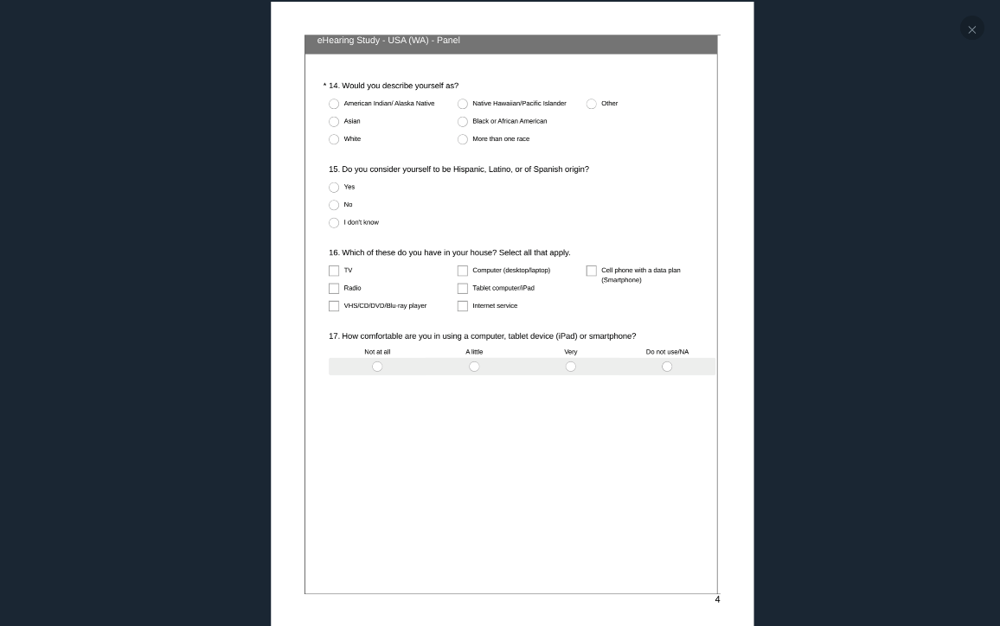 eHearing Study - USA (WA) - Panel
* 14. Would you describe yourself as?
American Indian/ Alaska Native
Native Hawaiian/Pacific Islander
Other
Asian
Black or African American
White
More than one race
15. Do you consider yourself to be Hispanic, Latino, or of Spanish origin?
Yes
No
I don't know
16. Which of these do you have in your house? Select all that apply.
TV
Computer (desktop/laptop)
Cell phone with a data plan
(Smartphone)
Radio
Tablet computer/iPad
VHS/CD/DVD/Blu-ray player
Internet service
17. How comfortable are you in using a computer, tablet device (iPad) or smartphone?
Not at all
A little
Very
Do not use/NA
4